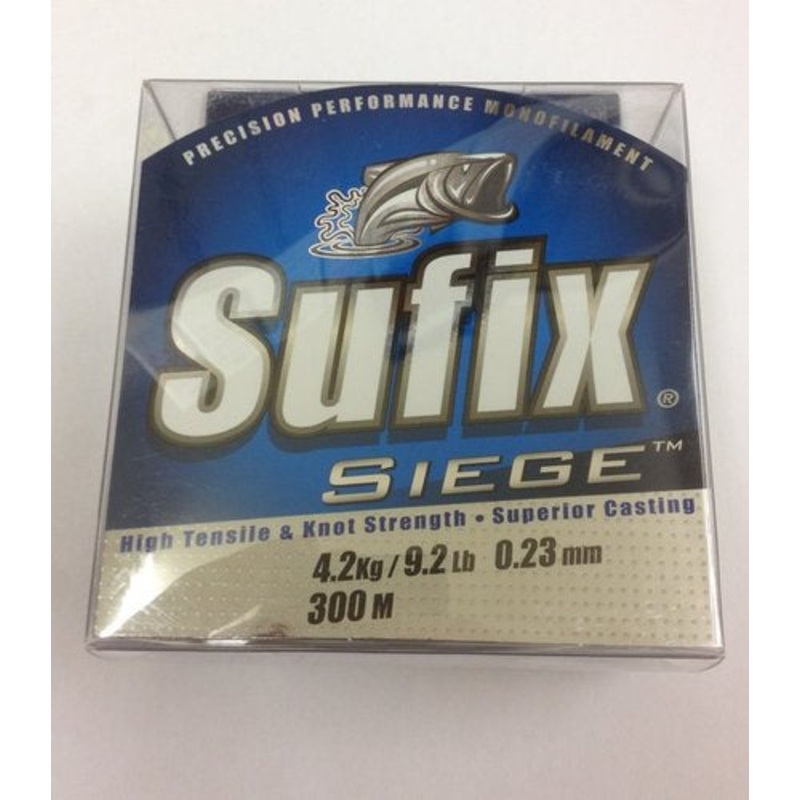 PRECISION PERFORMANCE MONOFILAMENT
Sufix®
SIEGE™
High Tensile & Knot Strength • Superior Casting
4.2Kg / 9.2 Lb 0.23 mm
300 M